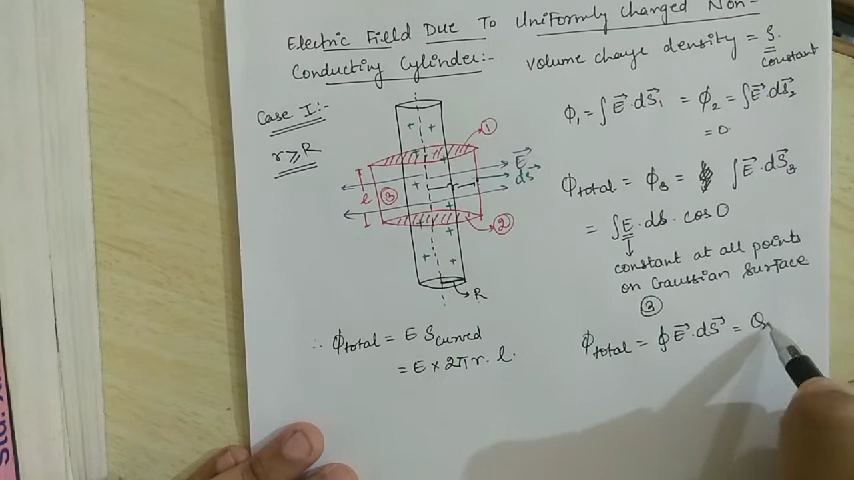 Electric Field Due To Uniformly Changed Non-
Conducting Cylinder:- volume charge density = ρ.
constant
Case I:-
r ≥ R
①
E⃗
dS⃗
l
③
②
R
+ + + + + + + + +
ϕ₁ = ∫ E⃗.dS⃗₁ = ϕ₂ = ∫E⃗.dS⃗₂
= 0
ϕtotal = ϕ₃ = ∫ E⃗.dS⃗₃
= ∫E.ds.cos0
constant at all points
on Gaussian Surface
③
∴ ϕtotal = E Scurved
= E × 2πr. l.
ϕtotal = ∮ E⃗.dS⃗ = Q